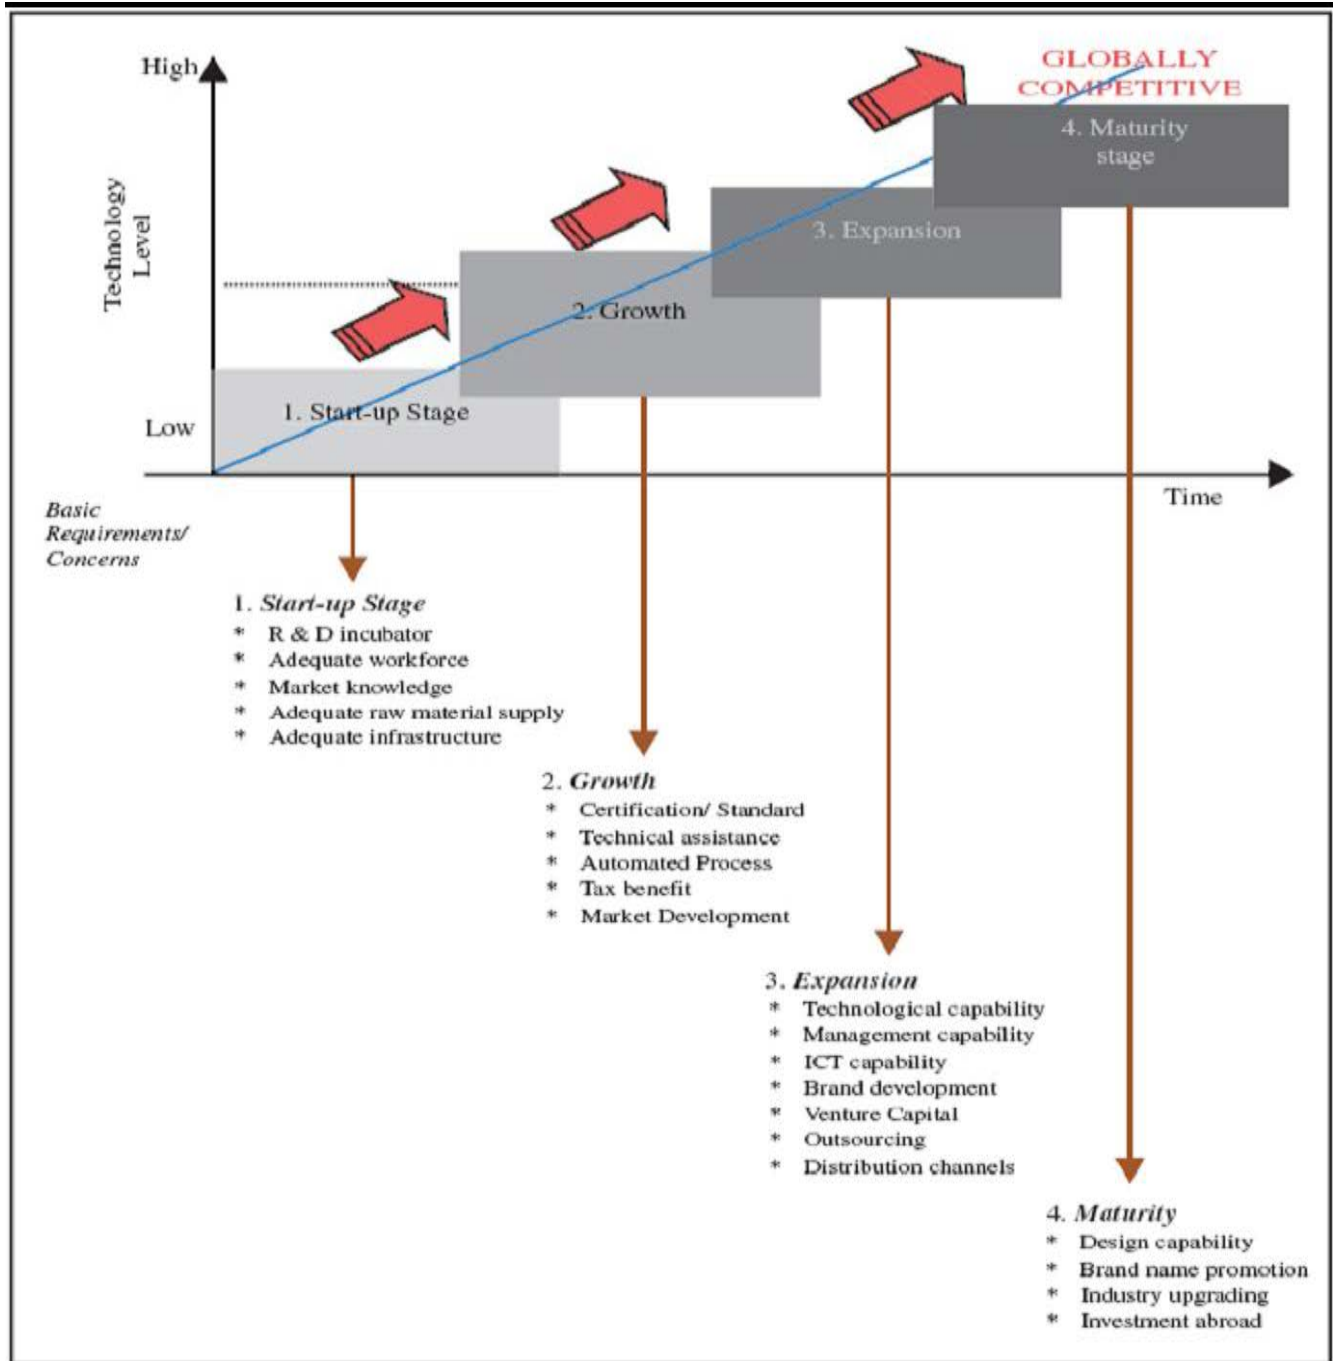 High
GLOBALLY
COMPETITIVE
4. Maturity
stage
Technology
Level
3. Expansion
2. Growth
1. Start-up Stage
Low
Time
Basic
Requirements/
Concerns
1. Start-up Stage
* R & D incubator
* Adequate workforce
* Market knowledge
* Adequate raw material supply
* Adequate infrastructure
2. Growth
* Certification/ Standard
* Technical assistance
* Automated Process
* Tax benefit
* Market Development
3. Expansion
* Technological capability
* Management capability
* ICT capability
* Brand development
* Venture Capital
* Outsourcing
* Distribution channels
4. Maturity
* Design capability
* Brand name promotion
* Industry upgrading
* Investment abroad